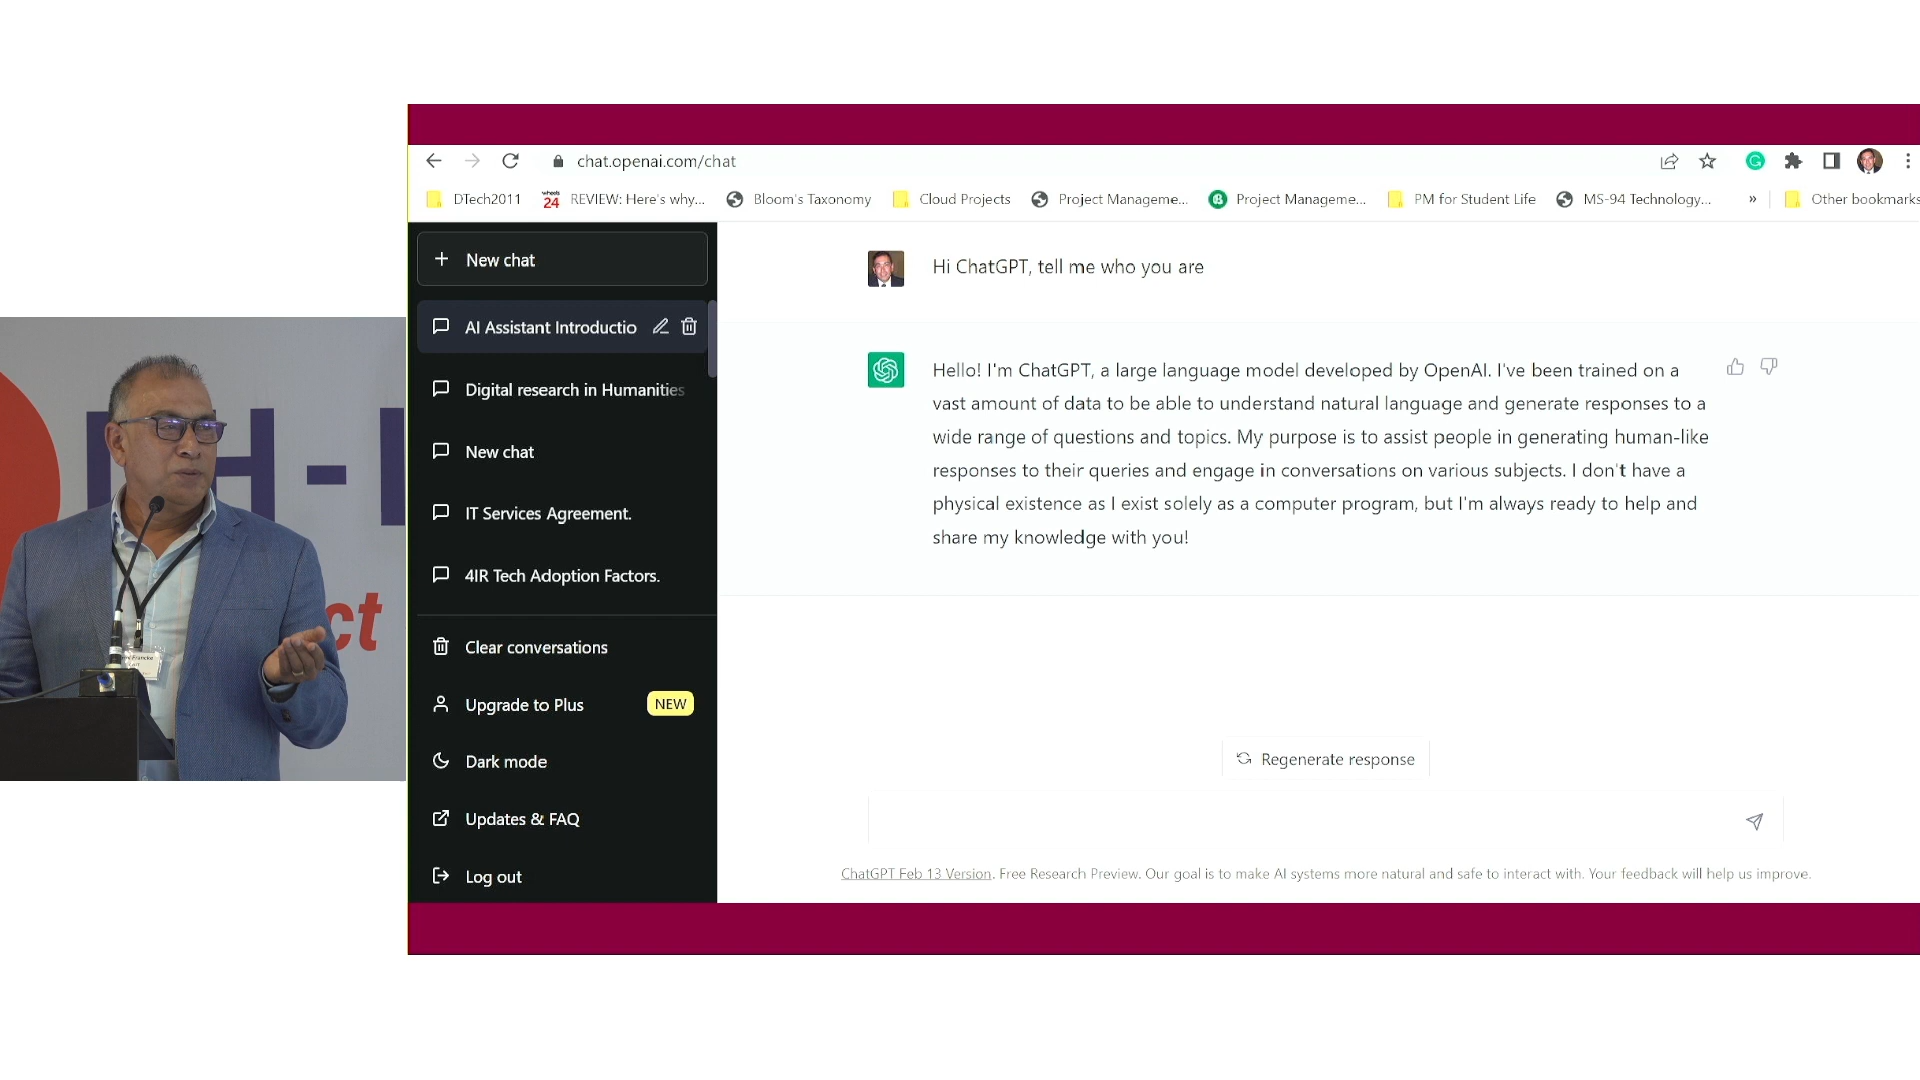 chat.openai.com/chat
DTech2011
wheels
24
REVIEW: Here's why...
Bloom's Taxonomy
Cloud Projects
Project Manageme...
Project Manageme...
PM for Student Life
MS-94 Technology...
»
Other bookmarks
+ New chat
AI Assistant Introductio
Digital research in Humanities
New chat
IT Services Agreement.
4IR Tech Adoption Factors.
Clear conversations
Upgrade to Plus NEW
Dark mode
Updates & FAQ
Log out
Hi ChatGPT, tell me who you are
Hello! I'm ChatGPT, a large language model developed by OpenAI. I've been trained on a
vast amount of data to be able to understand natural language and generate responses to a
wide range of questions and topics. My purpose is to assist people in generating human-like
responses to their queries and engage in conversations on various subjects. I don't have a
physical existence as I exist solely as a computer program, but I'm always ready to help and
share my knowledge with you!
Regenerate response
ChatGPT Feb 13 Version. Free Research Preview. Our goal is to make AI systems more natural and safe to interact with. Your feedback will help us improve.
H-
ct
Francke